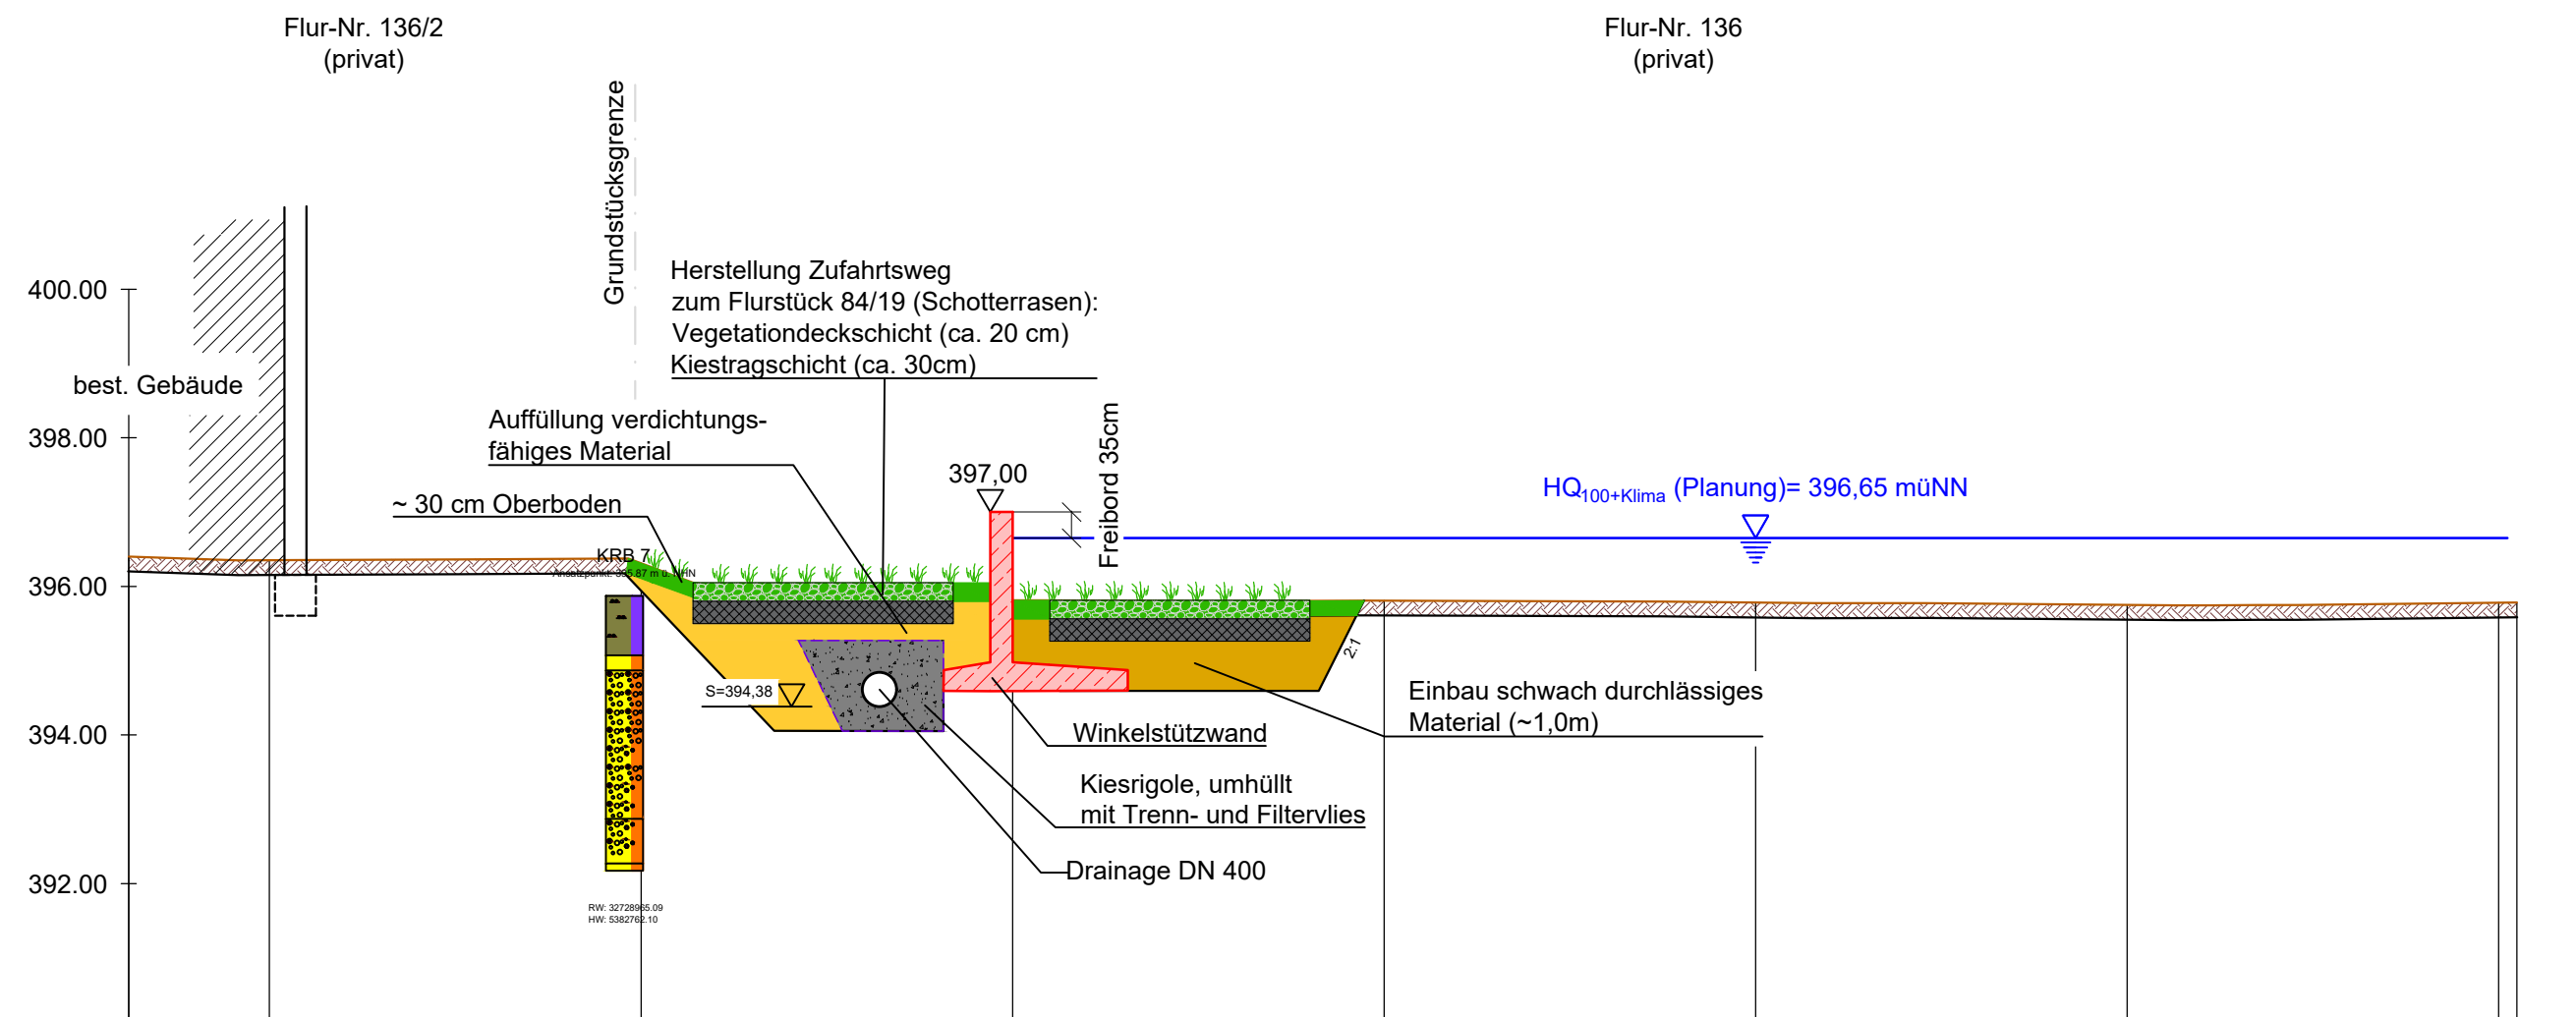 Flur-Nr. 136/2
(privat)
Flur-Nr. 136
(privat)
Grundstücksgrenze
Herstellung Zufahrtsweg
zum Flurstück 84/19 (Schotterrasen):
Vegetationdeckschicht (ca. 20 cm)
Kiestragschicht (ca. 30cm)
400.00
best. Gebäude
398.00
Auffüllung verdichtungs-
fähiges Material
~ 30 cm Oberboden
397,00
Freibord 35cm
HQ100+Klima (Planung)= 396,65 müNN
KRB 7
Ansatzpunkt: 395.87 m ü. NHN
396.00
2:1
S=394,38
Einbau schwach durchlässiges
Material (~1,0m)
394.00
Winkelstützwand
Kiesrigole, umhüllt
mit Trenn- und Filtervlies
Drainage DN 400
392.00
RW: 32728965.09
HW: 5382762.10